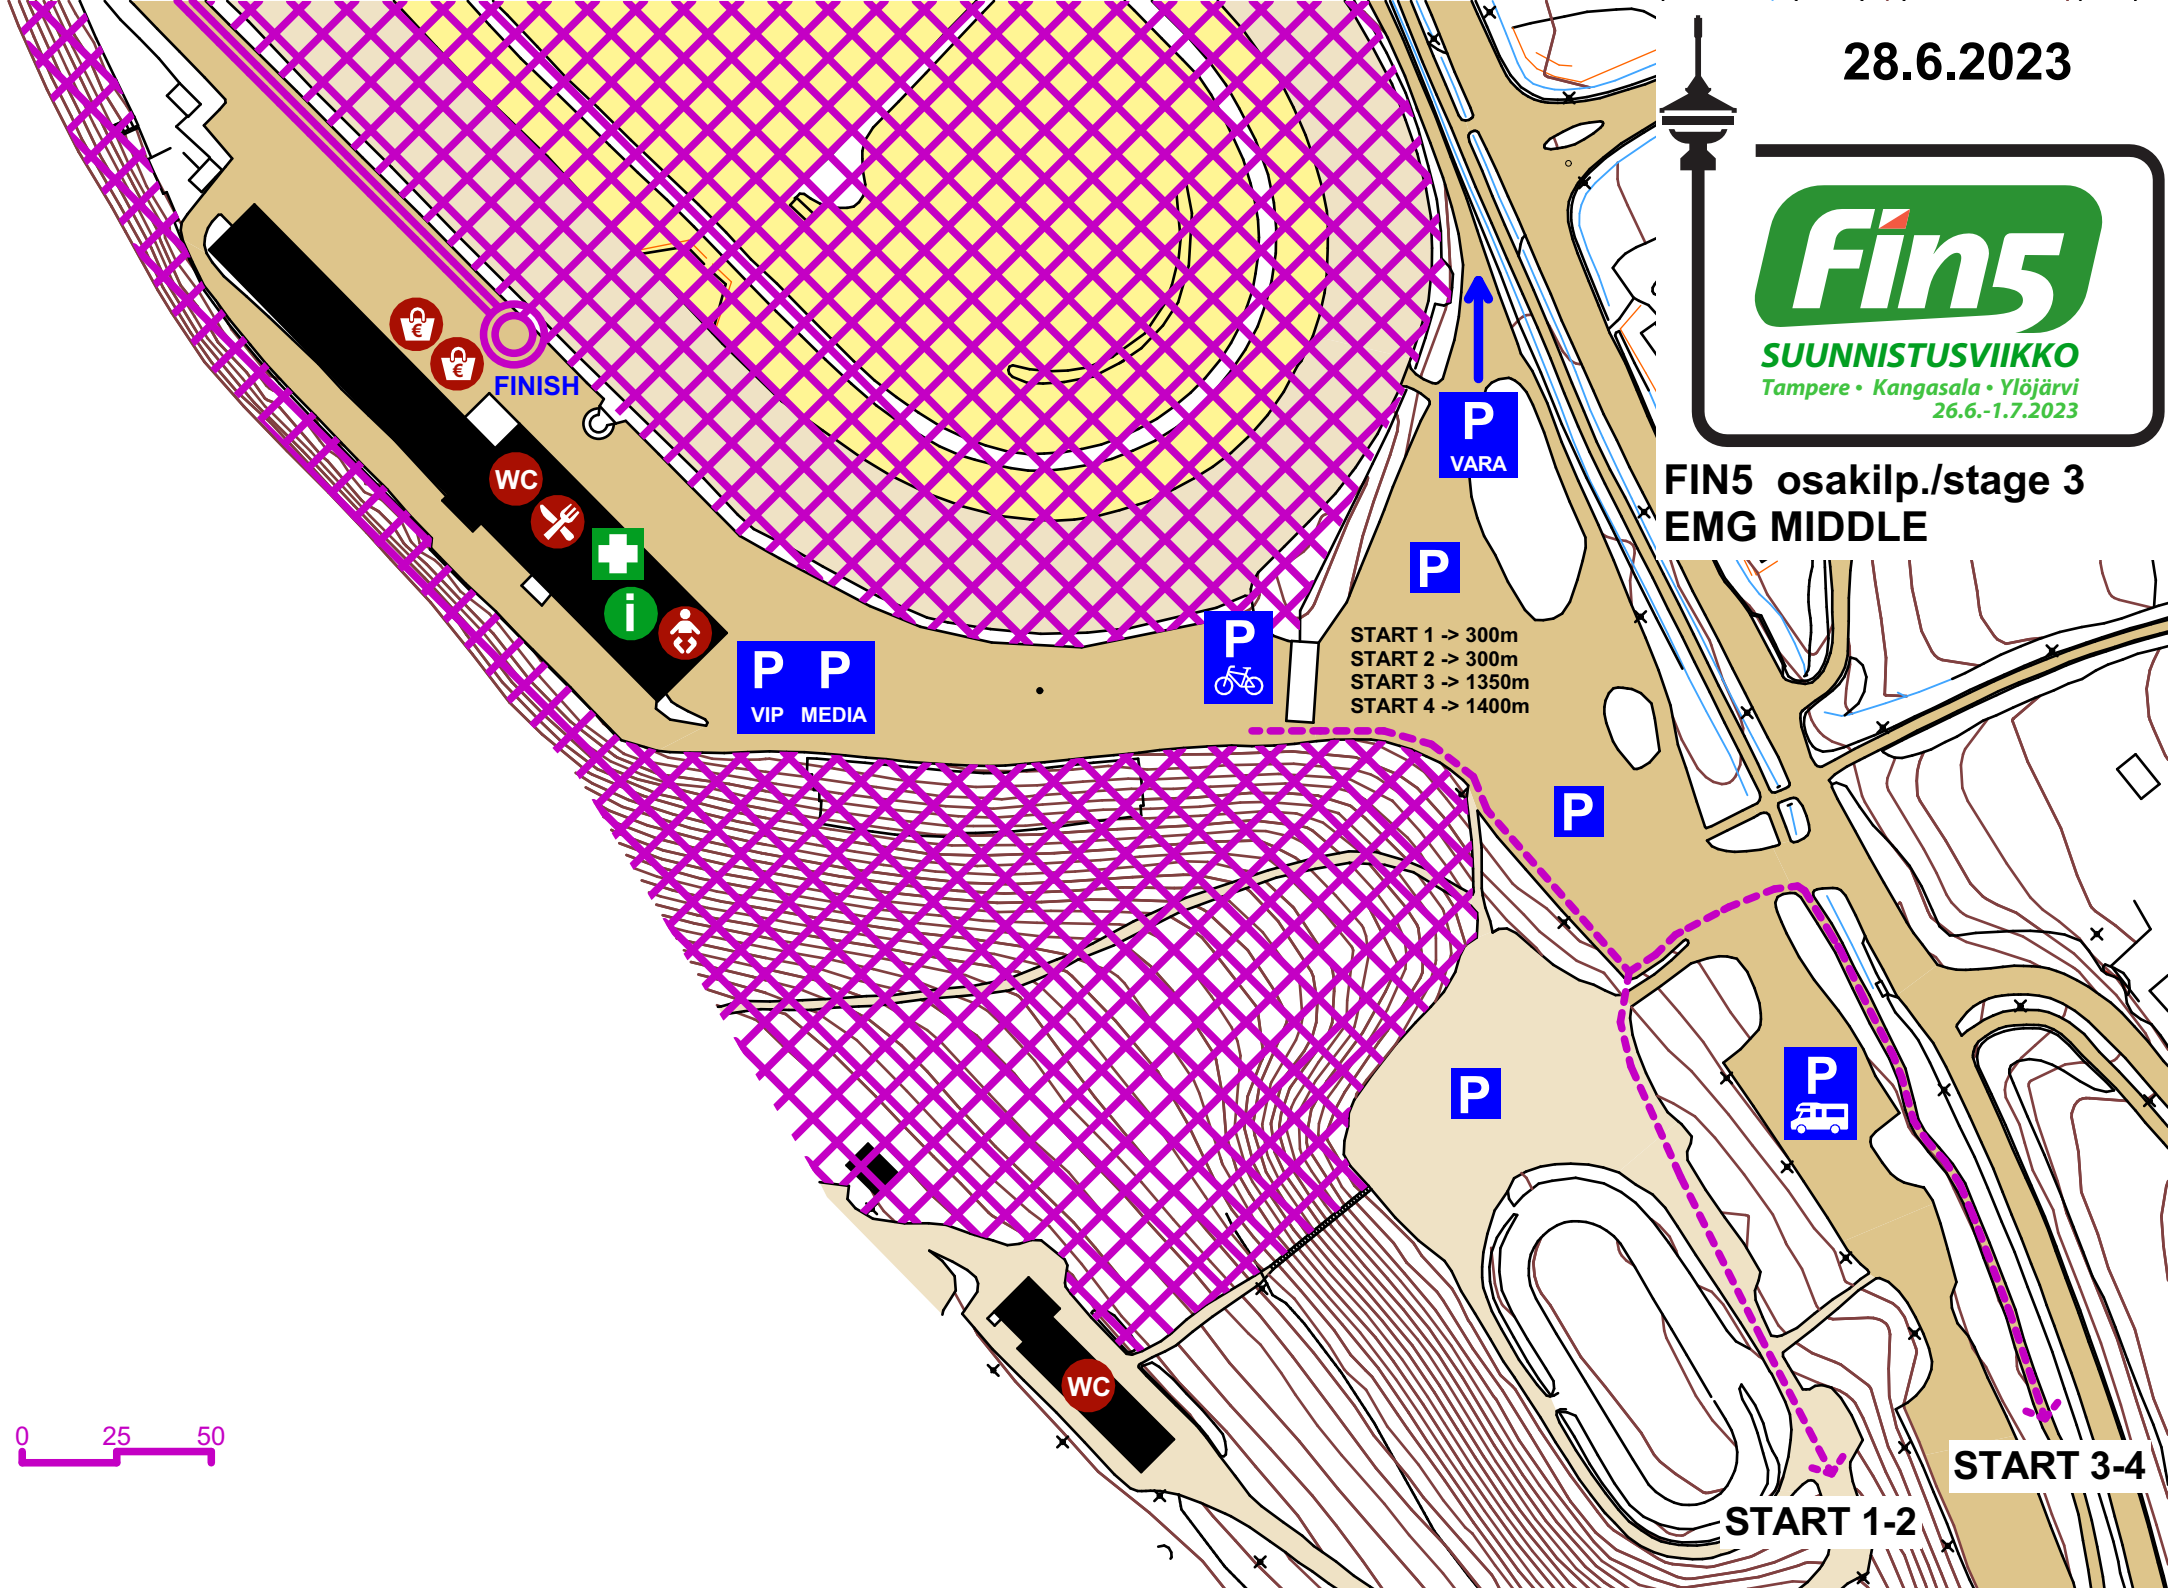 28.6.2023
Fin5
SUUNNISTUSVIIKKO
Tampere • Kangasala • Ylöjärvi
26.6.-1.7.2023
FIN5 osakilp./stage 3
EMG MIDDLE
€
€
FINISH
WC
i
P P
VIP MEDIA
P
P
VARA
P
START 1 -> 300m
START 2 -> 300m
START 3 -> 1350m
START 4 -> 1400m
P
P
P
WC
0 25 50
START 3-4
START 1-2